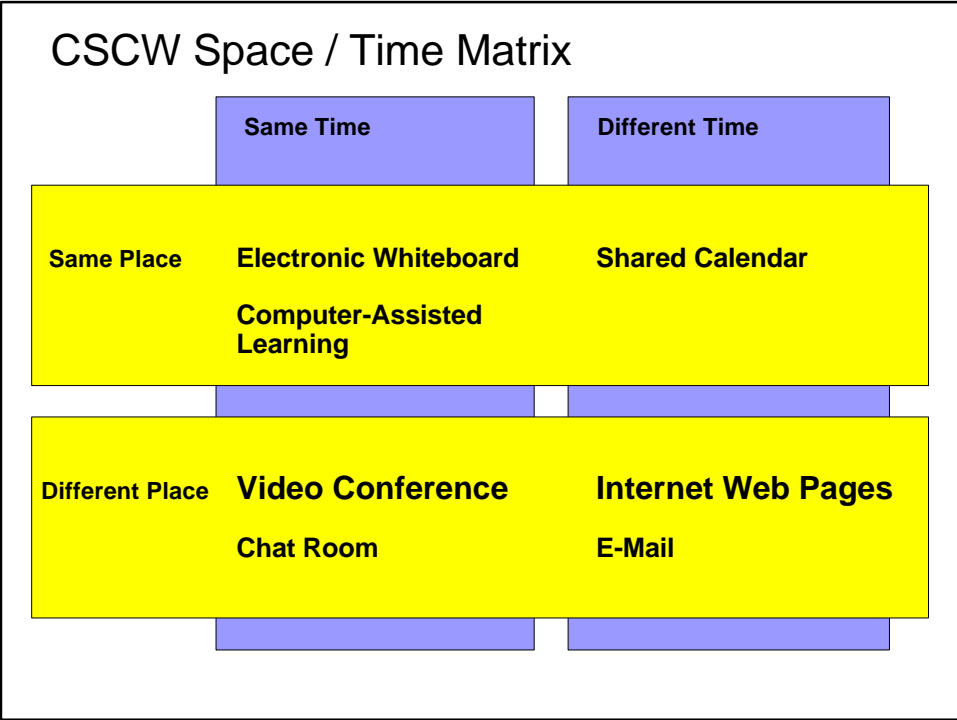 CSCW Space / Time Matrix
Same Time
Different Time
Same Place
Electronic Whiteboard
Shared Calendar
Computer-Assisted
Learning
Different Place
Video Conference
Internet Web Pages
Chat Room
E-Mail